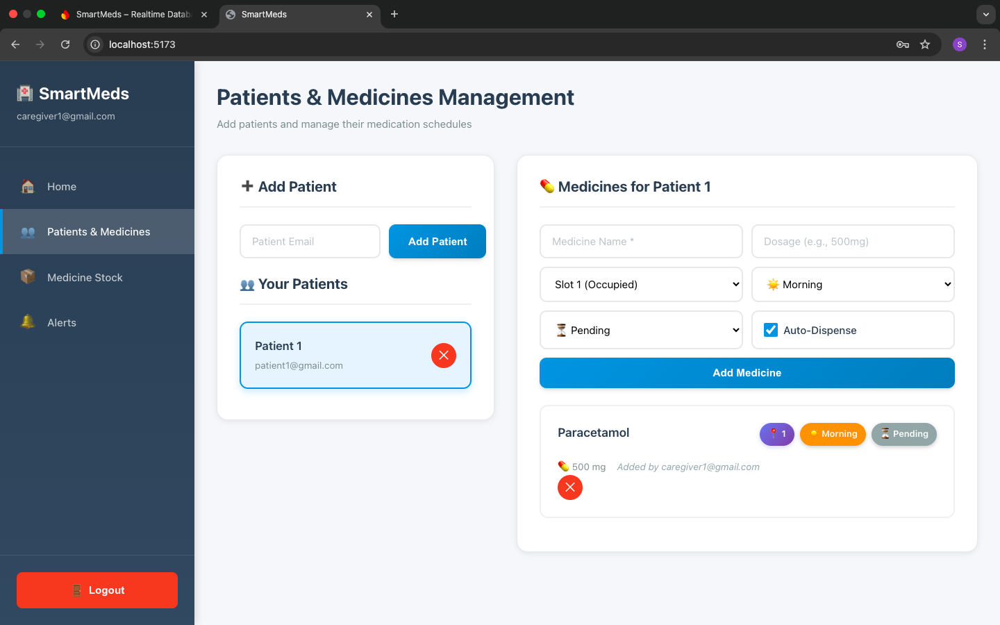 SmartMeds – Realtime Datab
SmartMeds
localhost:5173
S
SmartMeds
caregiver1@gmail.com
Home
Patients & Medicines
Medicine Stock
Alerts
Logout
Patients & Medicines Management
Add patients and manage their medication schedules
Add Patient
Patient Email
Add Patient
Your Patients
Patient 1
patient1@gmail.com
Medicines for Patient 1
Medicine Name *
Dosage (e.g., 500mg)
Slot 1 (Occupied)
Morning
Pending
Auto-Dispense
Add Medicine
Paracetamol
1
Morning
Pending
500 mg
Added by caregiver1@gmail.com